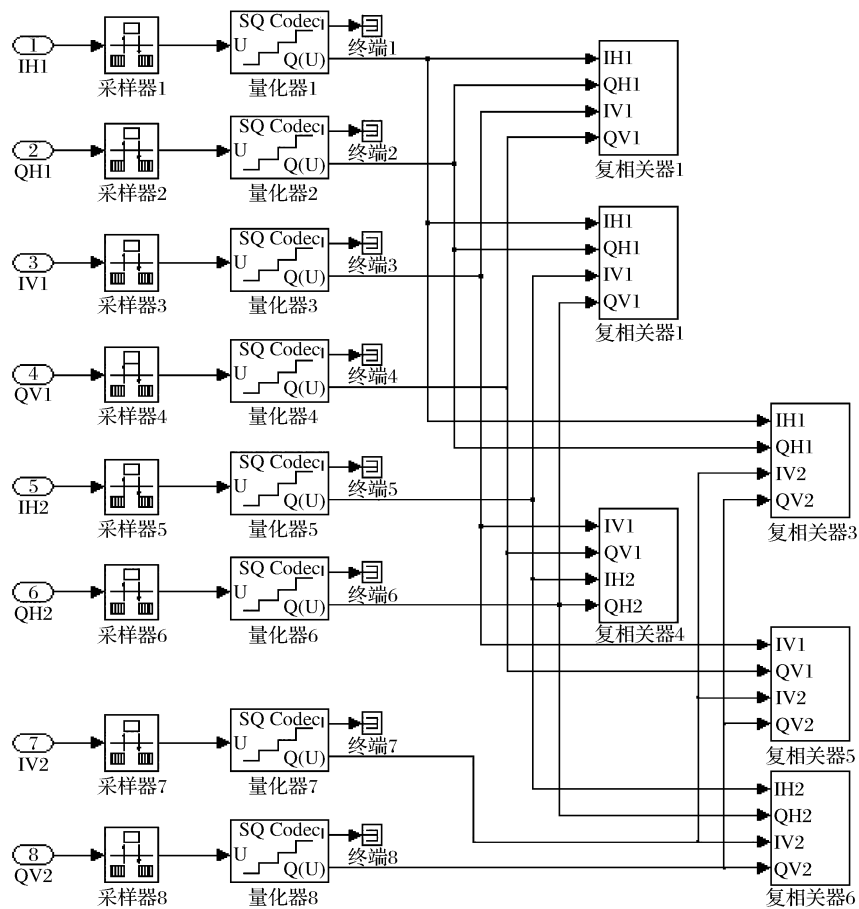 1
IH1
采样器1
SQ Codec
U
Q(U)
量化器1
终端1
2
QH1
采样器2
SQ Codec
U
Q(U)
量化器2
终端2
3
IV1
采样器3
SQ Codec
U
Q(U)
量化器3
终端3
4
QV1
采样器4
SQ Codec
U
Q(U)
量化器4
终端4
5
IH2
采样器5
SQ Codec
U
Q(U)
量化器5
终端5
6
QH2
采样器6
SQ Codec
U
Q(U)
量化器6
终端6
7
IV2
采样器7
SQ Codec
U
Q(U)
量化器7
终端7
8
QV2
采样器8
SQ Codec
U
Q(U)
量化器8
终端8
IH1
QH1
IV1
QV1
复相关器1
IH1
QH1
IV1
QV1
复相关器1
IH1
QH1
IV2
QV2
复相关器3
IV1
QV1
IH2
QH2
复相关器4
IV1
QV1
IV2
QV2
复相关器5
IH2
QH2
IV2
QV2
复相关器6